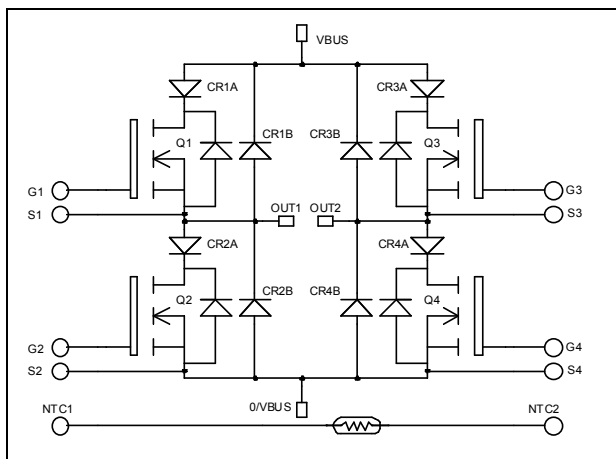 VBUS
CR1A
CR3A
CR1B
CR3B
Q1
Q3
G1
G3
S1
OUT1
OUT2
S3
CR2A
CR4A
CR2B
CR4B
Q2
Q4
G2
G4
S2
S4
0/VBUS
NTC1
NTC2